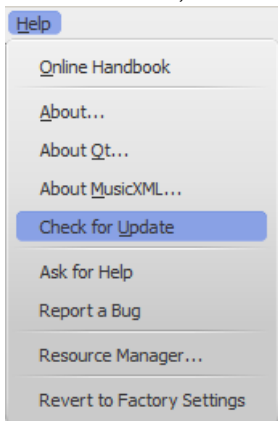 Help
Online Handbook
About...
About Qt...
About MusicXML...
Check for Update
Ask for Help
Report a Bug
Resource Manager...
Revert to Factory Settings